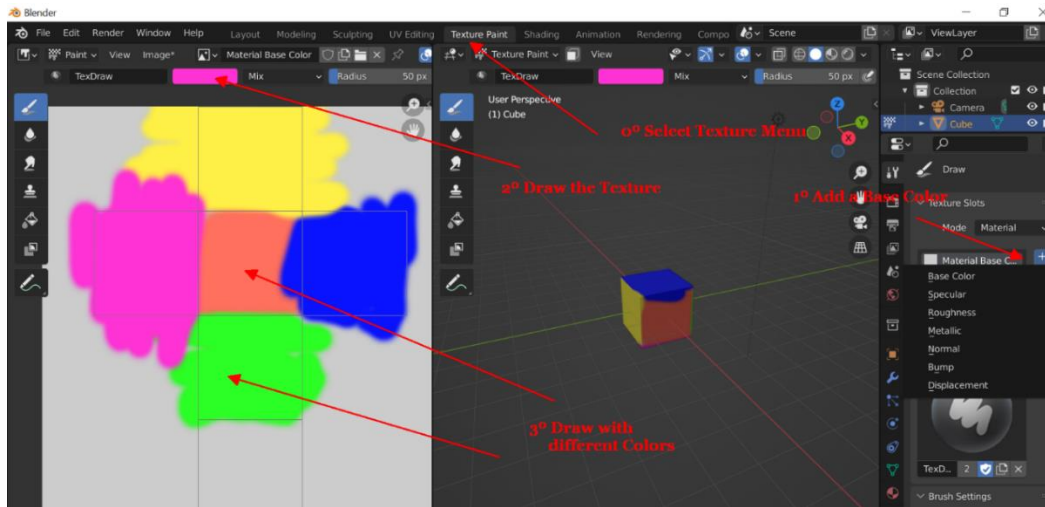 Blender
File Edit Render Window Help Layout Modeling Sculpting UV Editing Texture Paint Shading Animation Rendering Compo Scene ViewLayer
Paint View Image* Material Base Color Texture Paint View
TexDraw Mix Radius 50 px TexDraw Mix Radius 50 px
Scene Collection
Collection
Camera
Cube
User Perspective
(1) Cube
Z
Y
X
0º Select Texture Menu
2º Draw the Texture
1º Add a Base Color
3º Draw with
different Colors
Draw
Texture Slots
Mode Material
Material Base C...
Base Color
Specular
Roughness
Metallic
Normal
Bump
Displacement
TexD... 2
Brush Settings